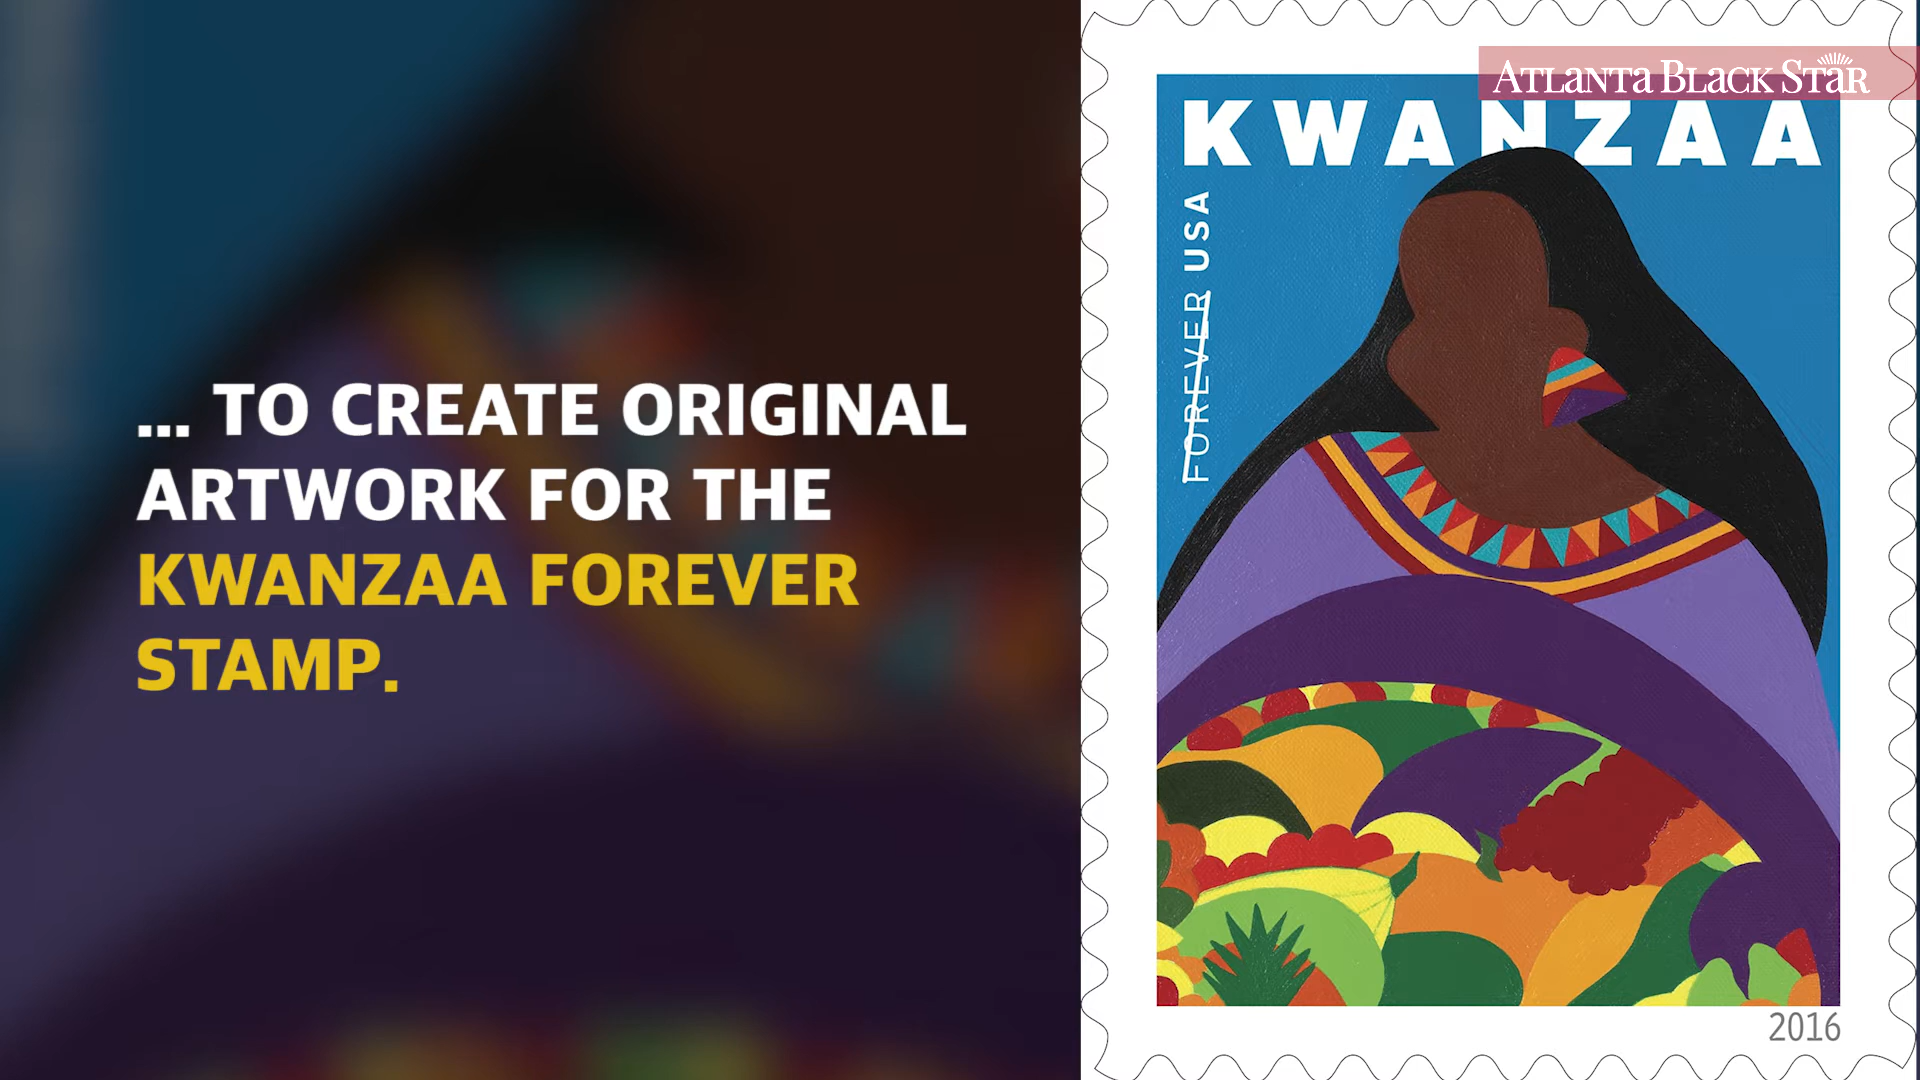 ... TO CREATE ORIGINAL
ARTWORK FOR THE
KWANZAA FOREVER
STAMP.
ATLANTA BLACK STAR
KWANZAA
FOREVER USA
2016